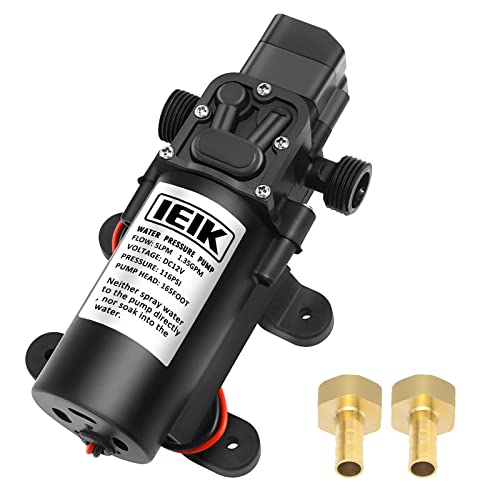 IEIK
WATER PRESSURE PUMP
FLOW: 5LPM 1.35GPM
VOLTAGE: DC12V
PRESSURE: 116PSI
PUMP HEAD: 165FOOT
Neither spray water
to the pump directly
, nor soak into the
water.